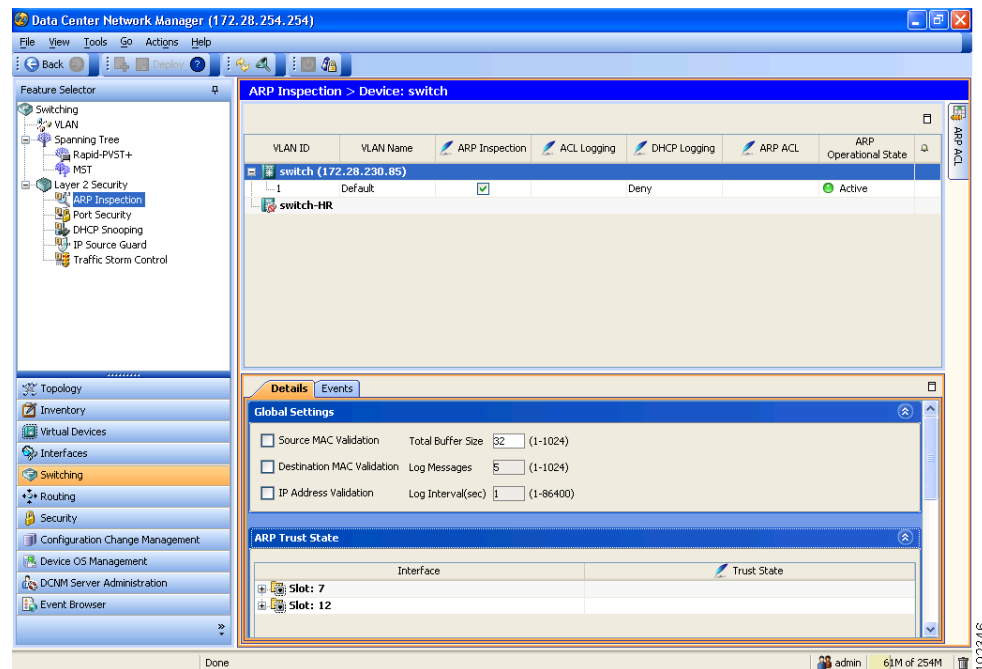 Data Center Network Manager (172.28.254.254)
File View Tools Go Actions Help
Back Deploy
Feature Selector
Switching
VLAN
Spanning Tree
Rapid-PVST+
MST
Layer 2 Security
ARP Inspection
Port Security
DHCP Snooping
IP Source Guard
Traffic Storm Control
Topology
Inventory
Virtual Devices
Interfaces
Switching
Routing
Security
Configuration Change Management
Device OS Management
DCNM Server Administration
Event Browser
ARP Inspection > Device: switch
VLAN ID VLAN Name ARP Inspection ACL Logging DHCP Logging ARP ACL ARP Operational State
switch (172.28.230.85)
1 Default Deny Active
switch-HR
ARP ACL
Details Events
Global Settings
Source MAC Validation Total Buffer Size 32 (1-1024)
Destination MAC Validation Log Messages 5 (1-1024)
IP Address Validation Log Interval(sec) 1 (1-86400)
ARP Trust State
Interface Trust State
Slot: 7
Slot: 12
Done admin 61M of 254M
192346